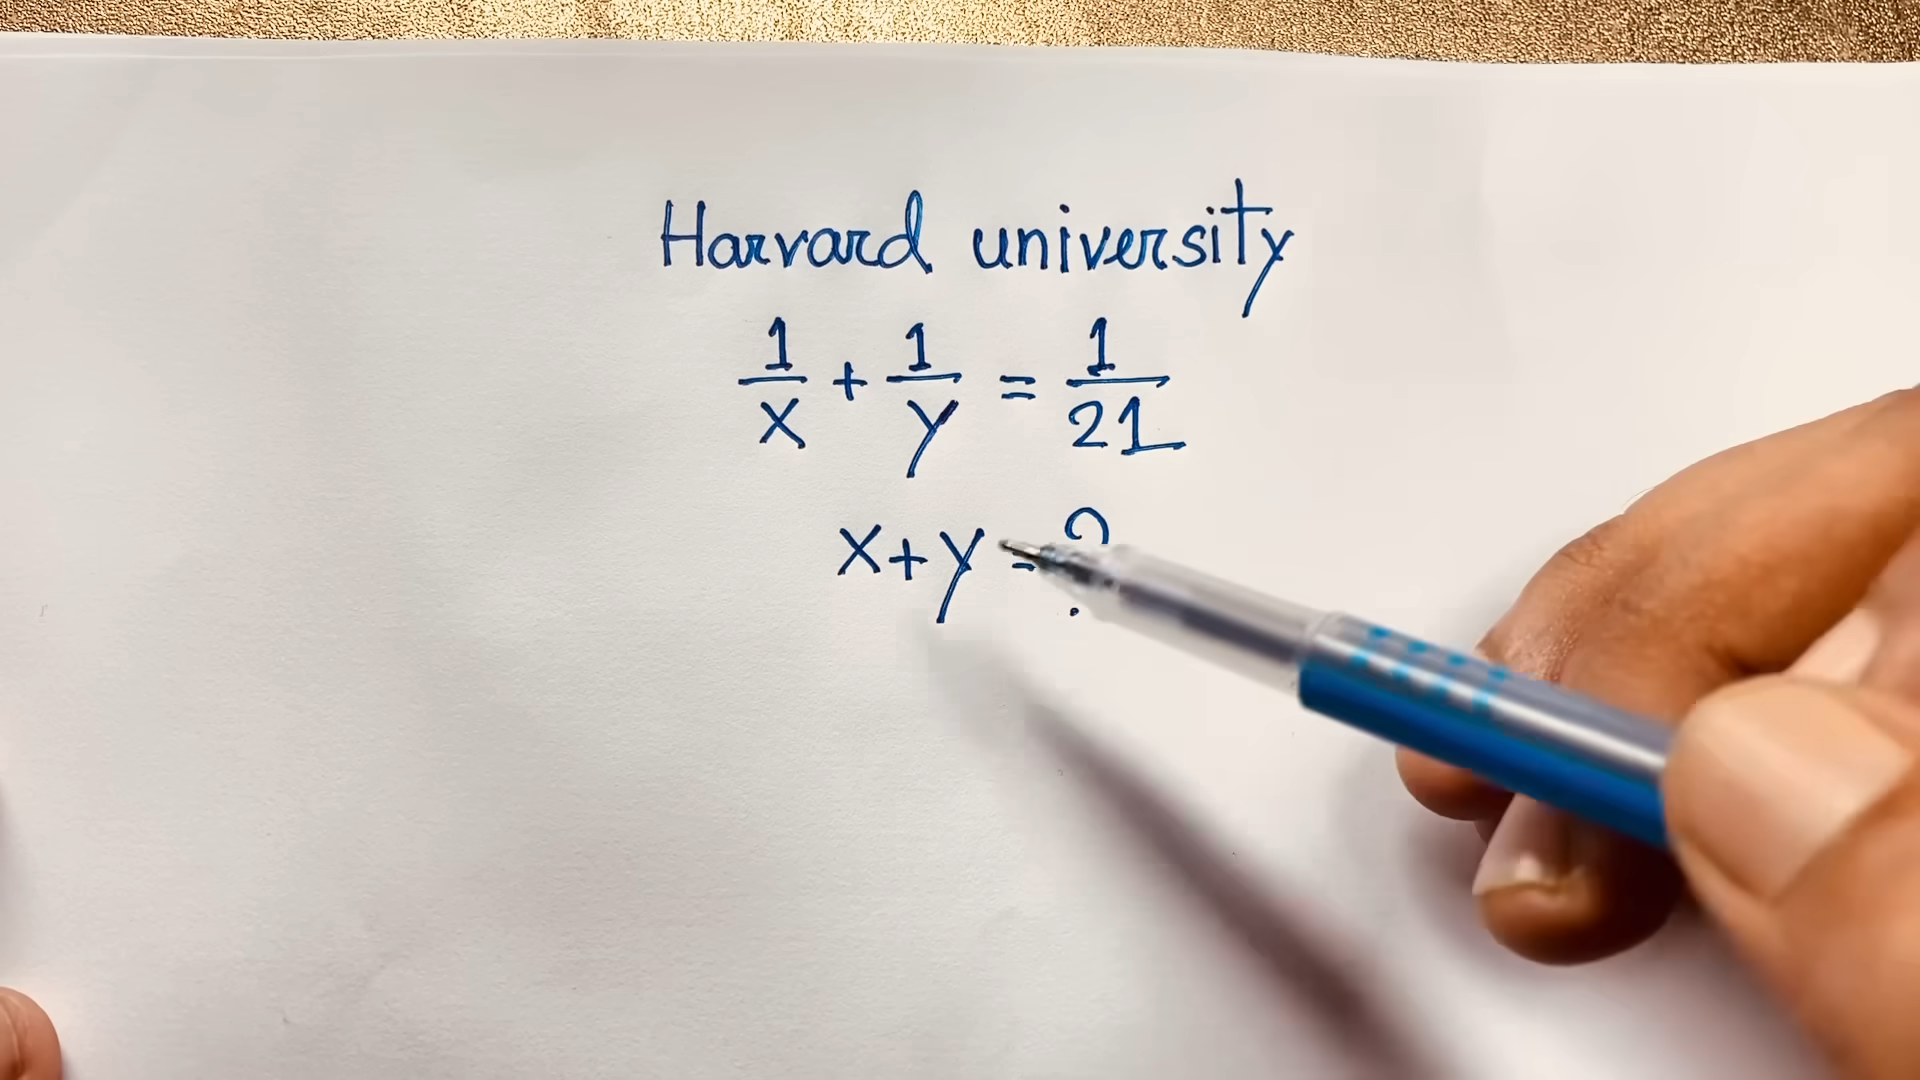 Harvard university
1/x + 1/y = 1/21
x+y = ?